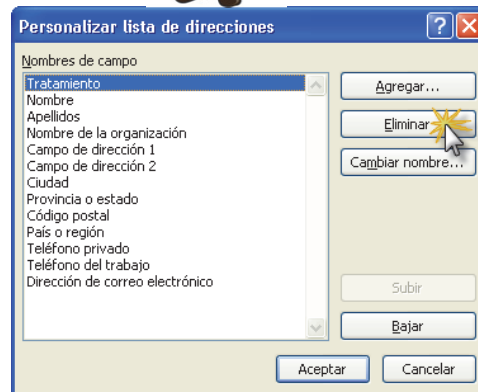 Personalizar lista de direcciones
Nombres de campo
Tratamiento
Nombre
Apellidos
Nombre de la organización
Campo de dirección 1
Campo de dirección 2
Ciudad
Provincia o estado
Código postal
País o región
Teléfono privado
Teléfono del trabajo
Dirección de correo electrónico
Agregar...
Eliminar
Cambiar nombre...
Subir
Bajar
Aceptar
Cancelar